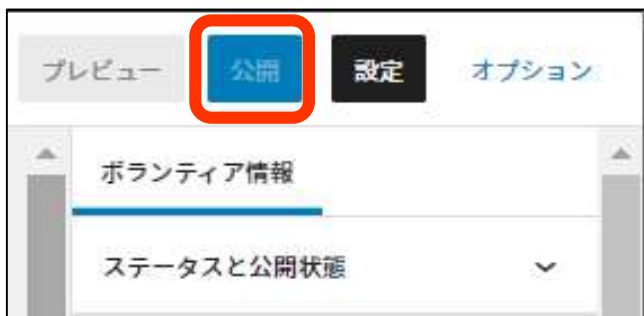 プレビュー 公開 設定 オプション
ボランティア情報
ステータスと公開状態